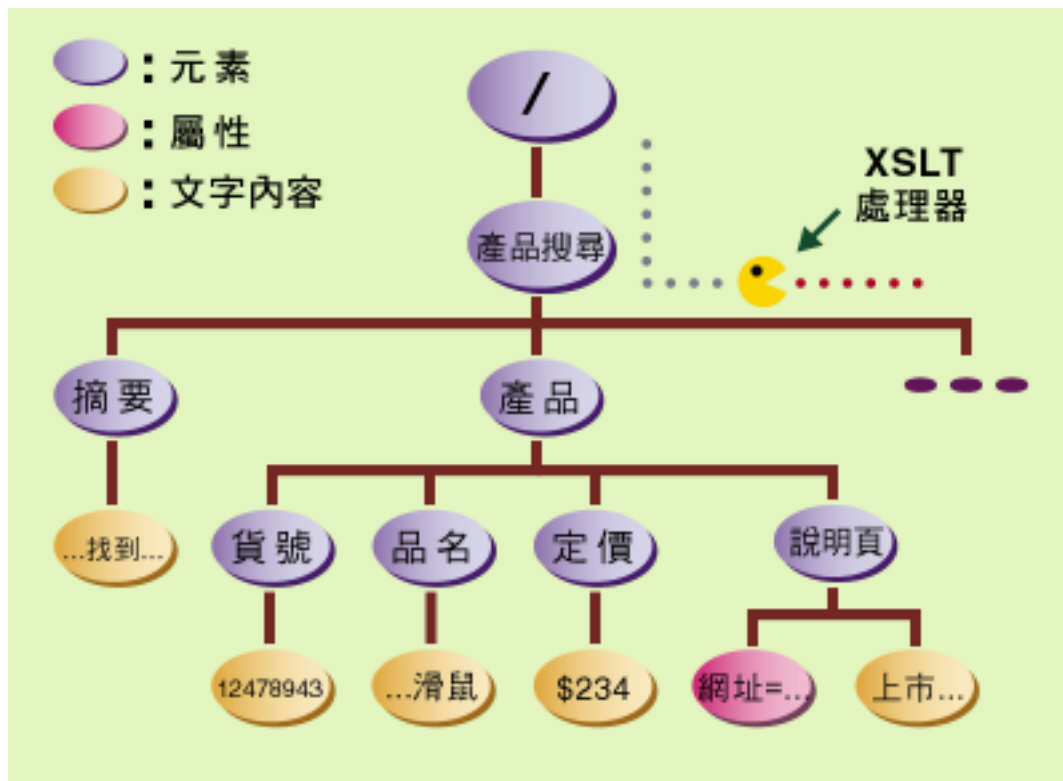 ：元素
：屬性
：文字內容
/
XSLT
處理器
產品搜尋
摘要
產品
...找到...
貨號
品名
定價
說明頁
12478943
...滑鼠
$234
網址=...
上市...